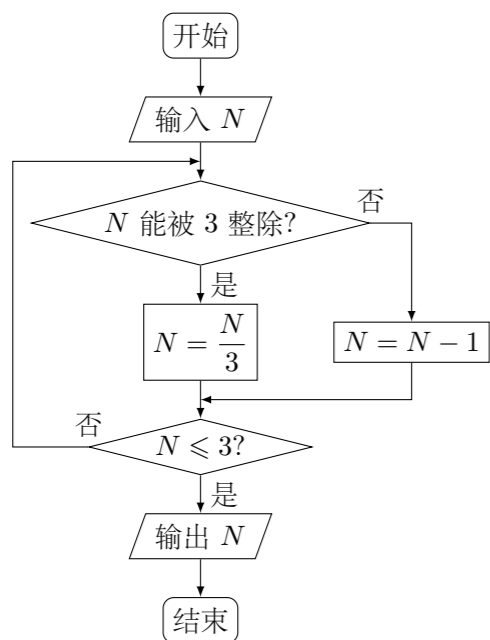 开始
输入 N
N 能被 3 整除?
否
是
N = N/3
N = N − 1
否
N ⩽ 3?
是
输出 N
结束